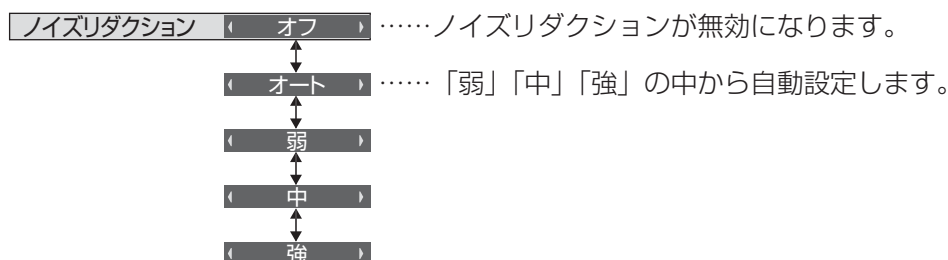 ノイズリダクション オフ ……ノイズリダクションが無効になります。
オート ……「弱」「中」「強」の中から自動設定します。
弱
中
強